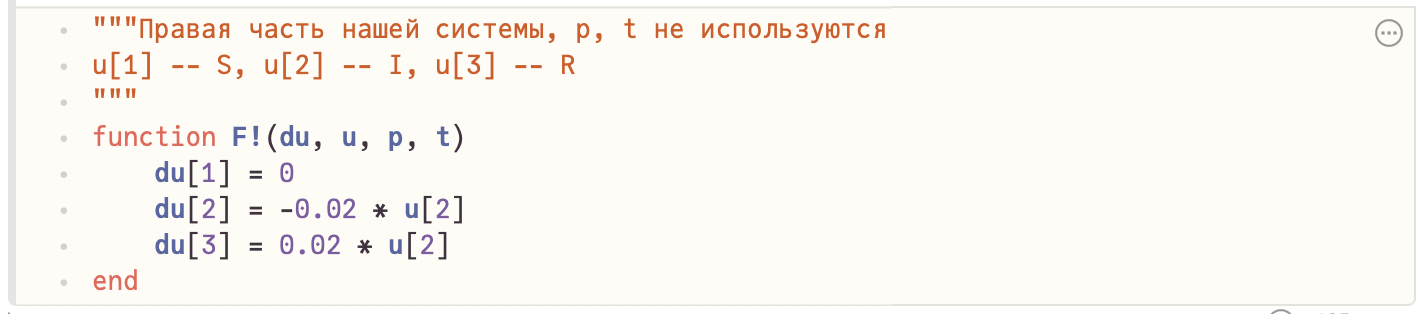 """Правая часть нашей системы, p, t не используются
u[1] -- S, u[2] -- I, u[3] -- R
"""
function F!(du, u, p, t)
    du[1] = 0
    du[2] = -0.02 * u[2]
    du[3] = 0.02 * u[2]
end